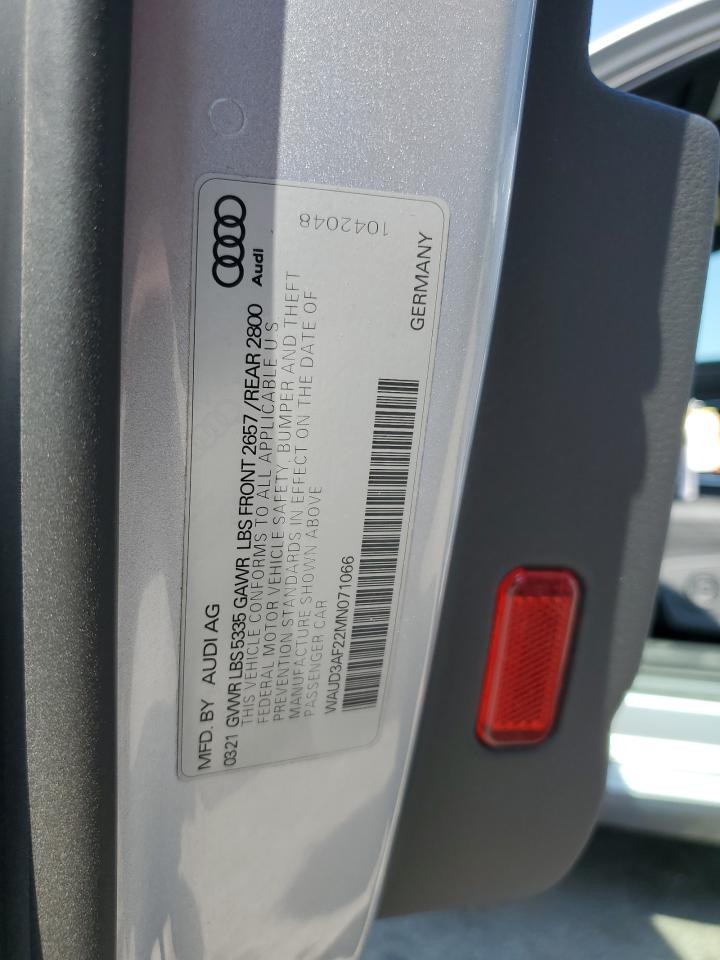 MFD. BY AUDI AG
Audi
0321 GVWR LBS 5335 GAWR LBS FRONT 2657 / REAR 2800
THIS VEHICLE CONFORMS TO ALL APPLICABLE U S
FEDERAL MOTOR VEHICLE SAFETY, BUMPER AND THEFT
PREVENTION STANDARDS IN EFFECT ON THE DATE OF
MANUFACTURE SHOWN ABOVE
PASSENGER CAR
WAUD3AF22MN071066
1042048
GERMANY